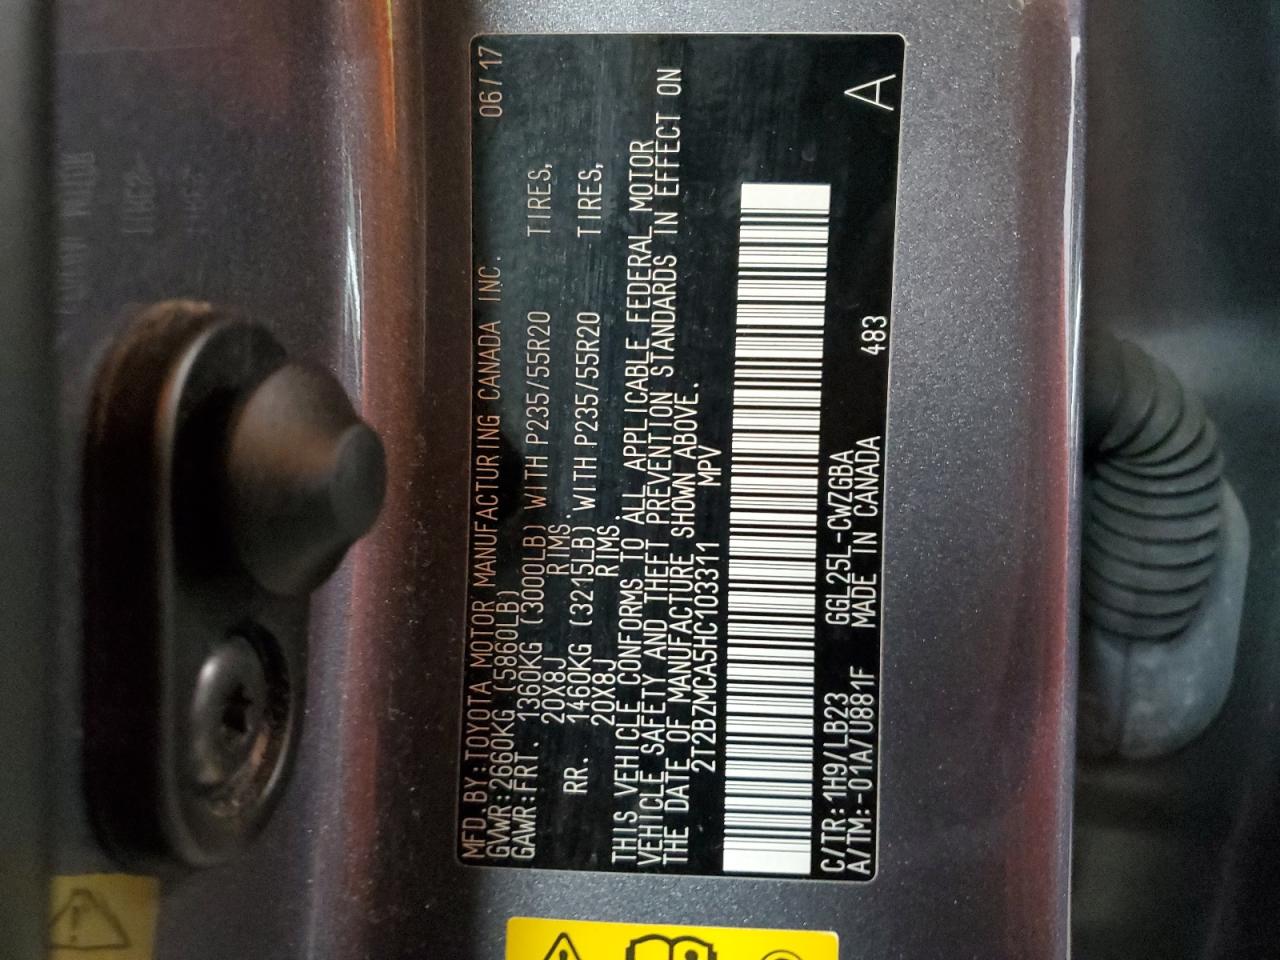 MFD.BY:TOYOTA MOTOR MANUFACTURING CANADA INC. 06/17
GVWR:2660KG (5860LB)
GAWR:FRT. 1360KG (3000LB) WITH P235/55R20 TIRES,
20X8J RIMS.
RR. 1460KG (3215LB) WITH P235/55R20 TIRES,
20X8J RIMS.
THIS VEHICLE CONFORMS TO ALL APPLICABLE FEDERAL MOTOR
VEHICLE SAFETY AND THEFT PREVENTION STANDARDS IN EFFECT ON
THE DATE OF MANUFACTURE SHOWN ABOVE.
2T2BZMCA5HC103311 MPV
C/TR:1H9/LB23 GGL25L-CWZGBA
A/TM:-01A/U881F MADE IN CANADA 483
A